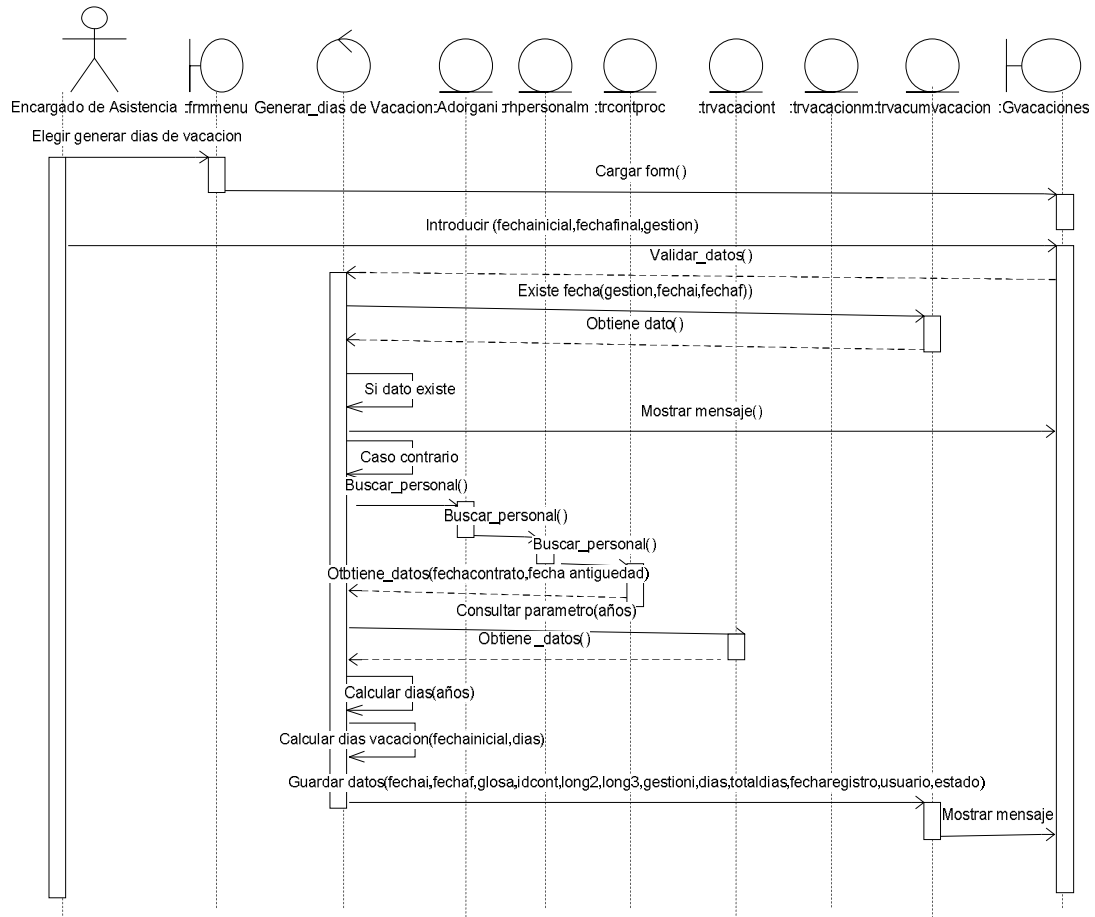 Encargado de Asistencia
:frmmenu
Generar_dias de Vacion
:Adorgani
:rhpersonalm
:trcontproc
:trvacaciont
:trvacacionm
:trvacumvacacion
:Gvacaciones
Elegir generar dias de vacacion
Cargar form()
Introducir (fechainicial,fechafinal,gestion)
Validar_datos()
Existe fecha(gestion,fechai,fechaf))
Obtiene dato()
Si dato existe
Mostrar mensaje()
Caso contrario
Buscar_personal()
Buscar_personal()
Buscar_personal()
Otbtiene_datos(fechacontrato,fecha antiguedad)
Consultar parametro(años)
Obtiene _datos()
Calcular dias(años)
Calcular dias vacacion(fechainicial,dias)
Guardar datos(fechai,fechaf,glosa,idcont,long2,long3,gestioni,dias,totaldias,fecharegistro,usuario,estado)
Mostrar mensaje